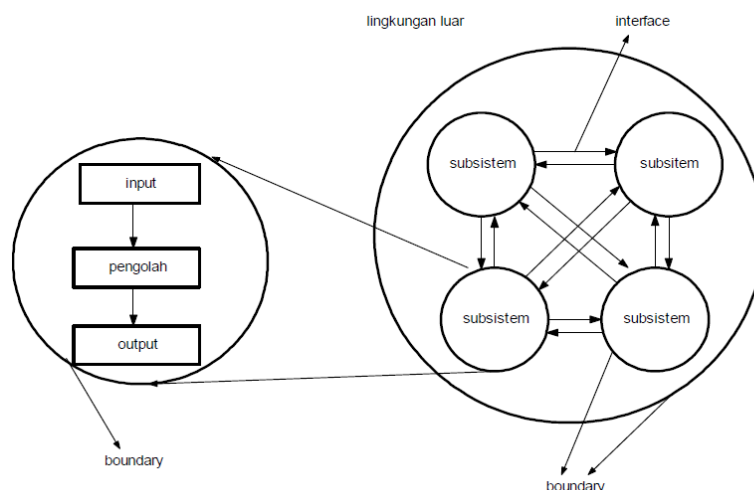 lingkungan luar
interface
subsistem
subsitem
input
pengolah
subsistem
subsistem
output
boundary
boundary